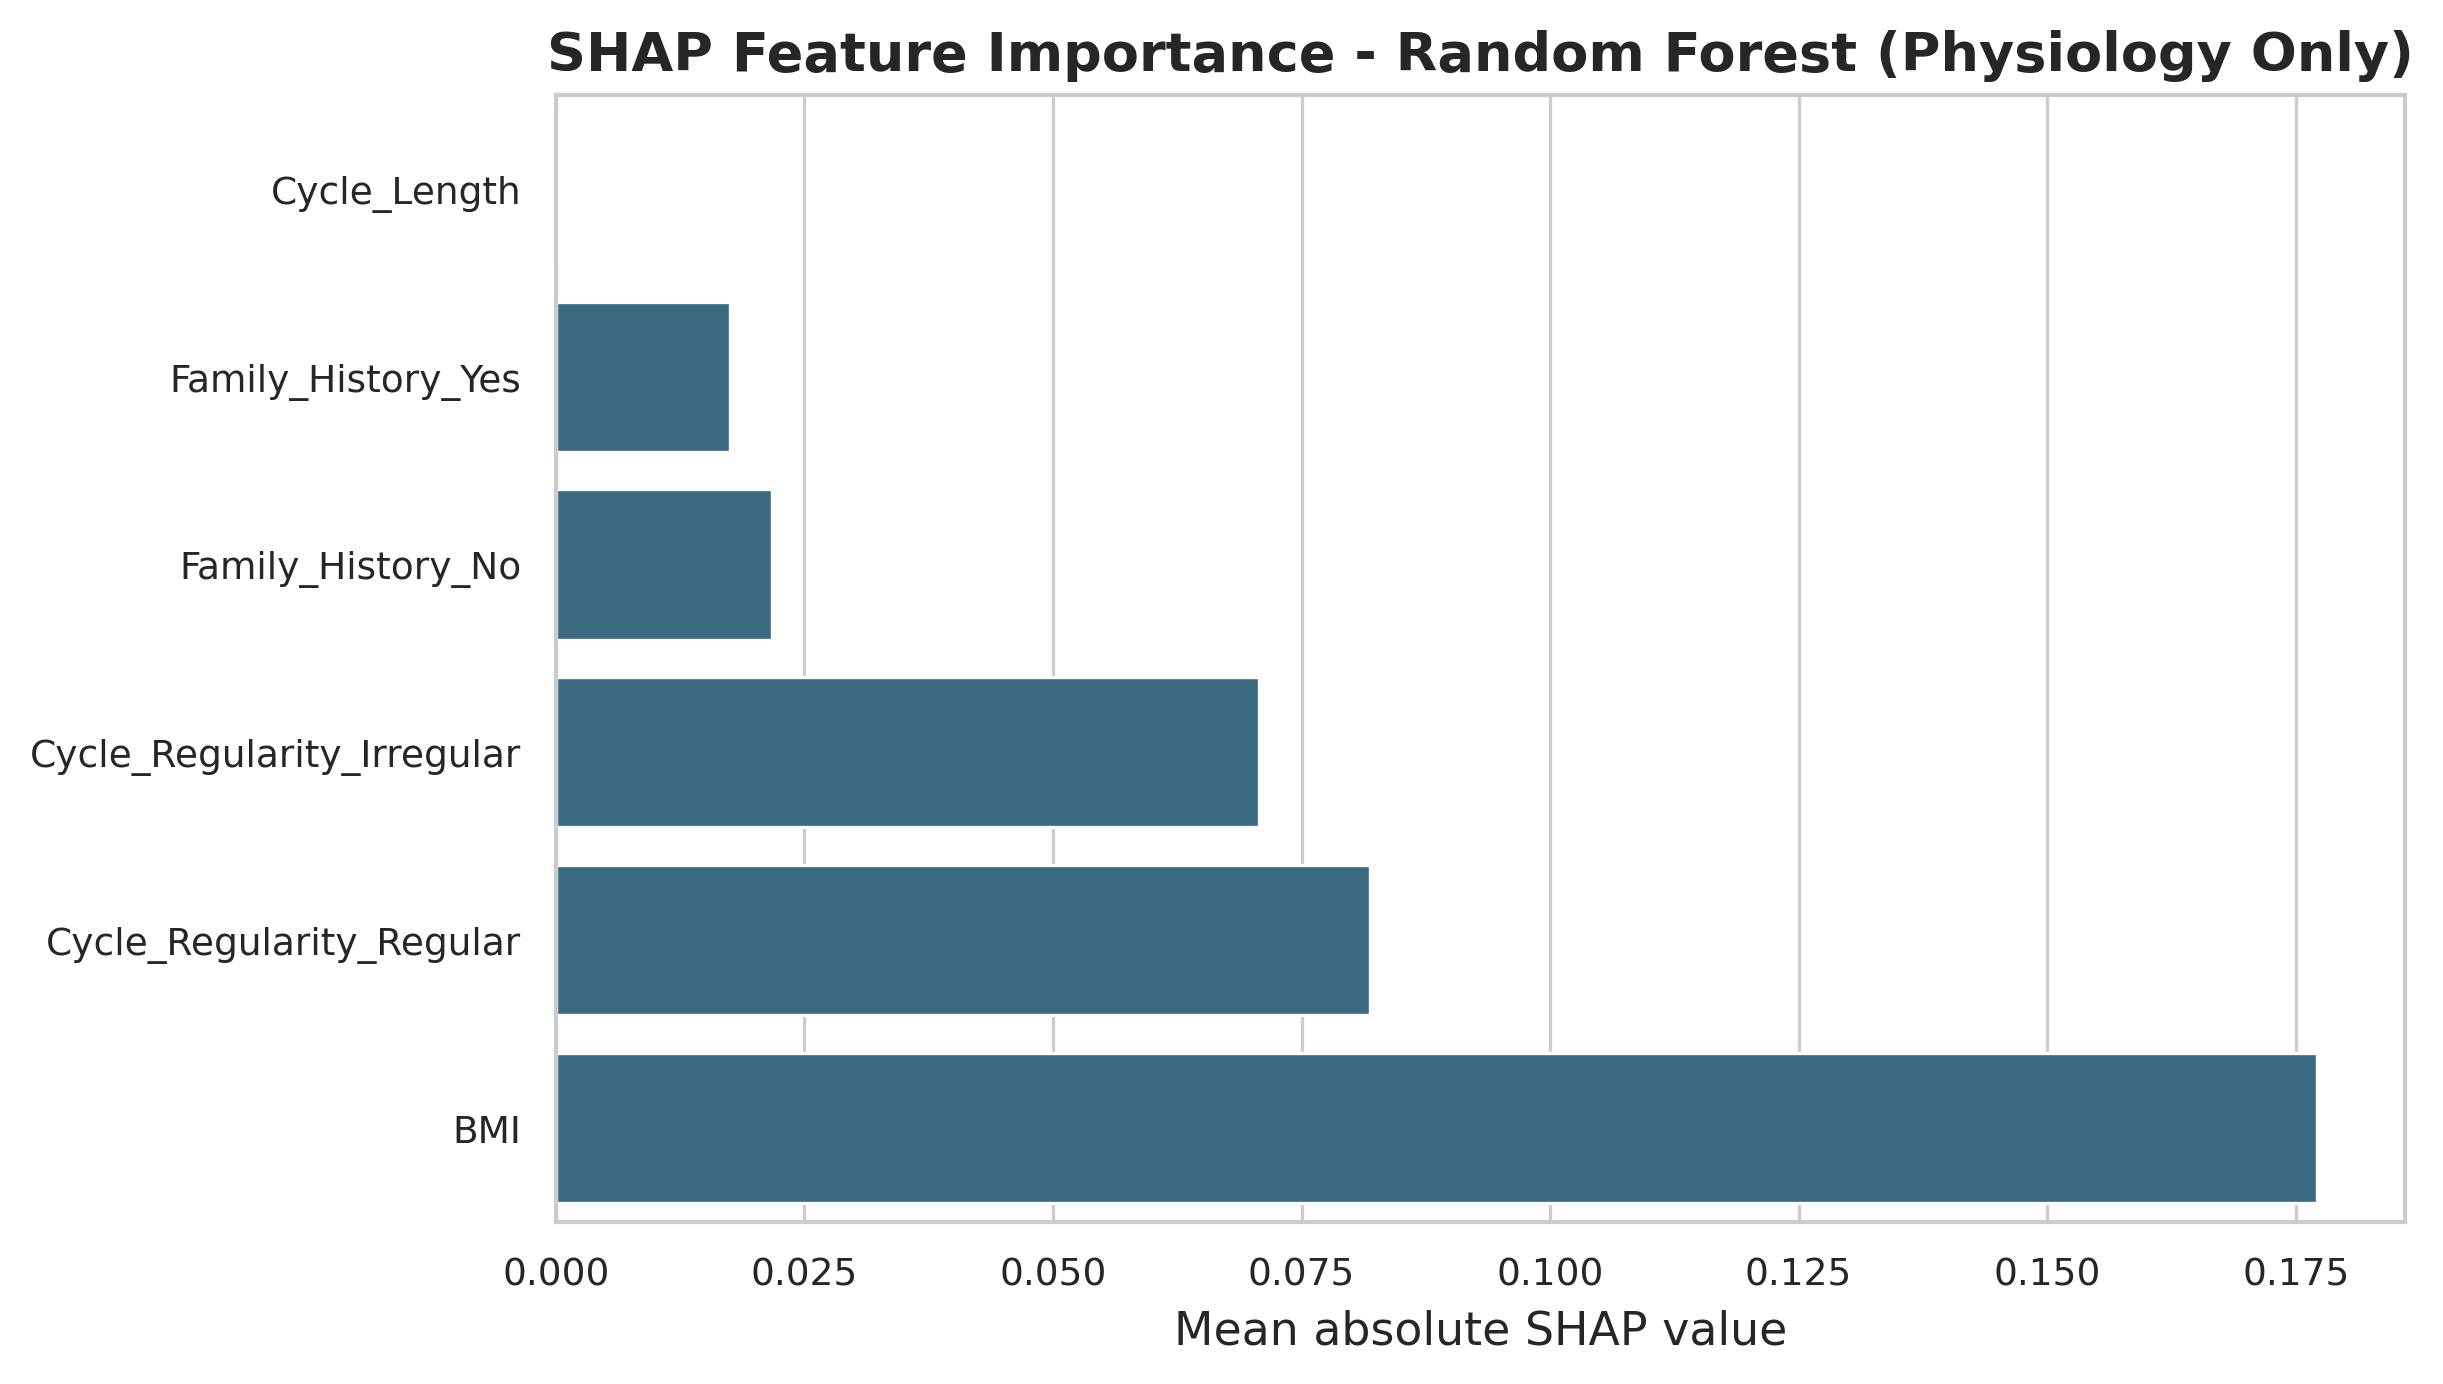 SHAP Feature Importance - Random Forest (Physiology Only)
Cycle_Length
Family_History_Yes
Family_History_No
Cycle_Regularity_Irregular
Cycle_Regularity_Regular
BMI
0.000 0.025 0.050 0.075 0.100 0.125 0.150 0.175
Mean absolute SHAP value